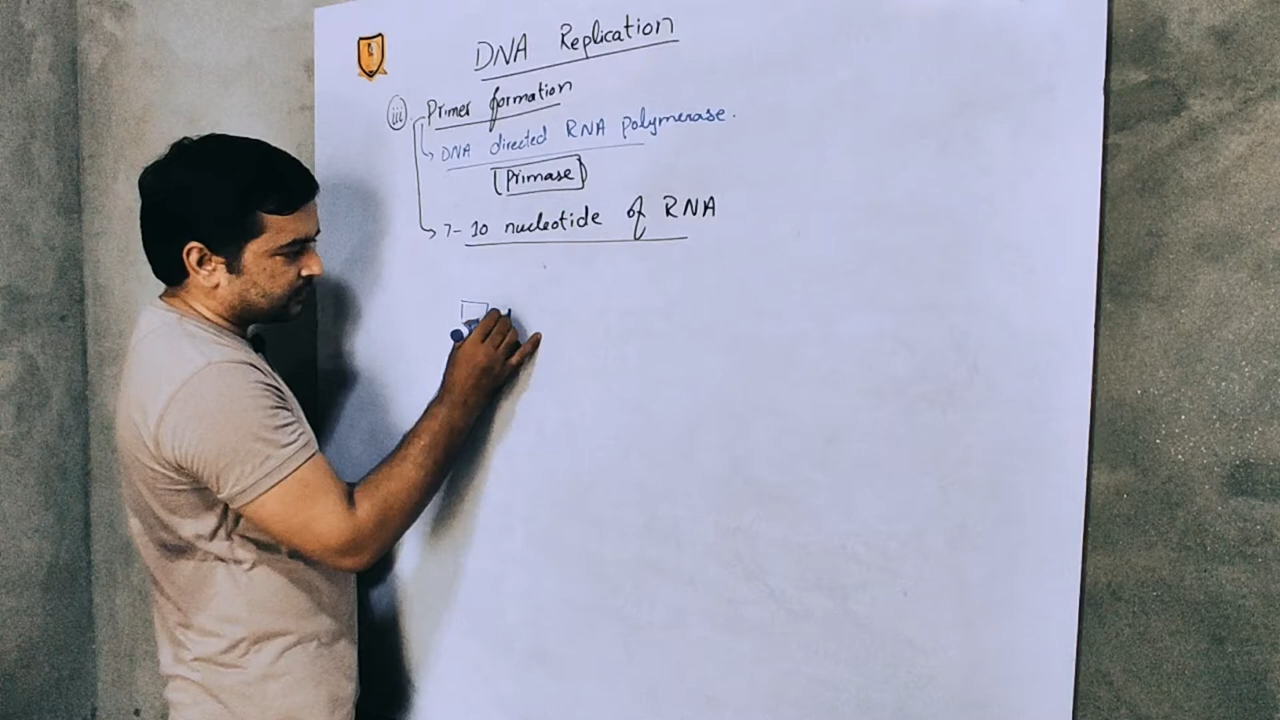 DNA Replication
(iii) Primer formation
DNA directed RNA polymerase.
[Primase]
7-10 nucleotide of RNA